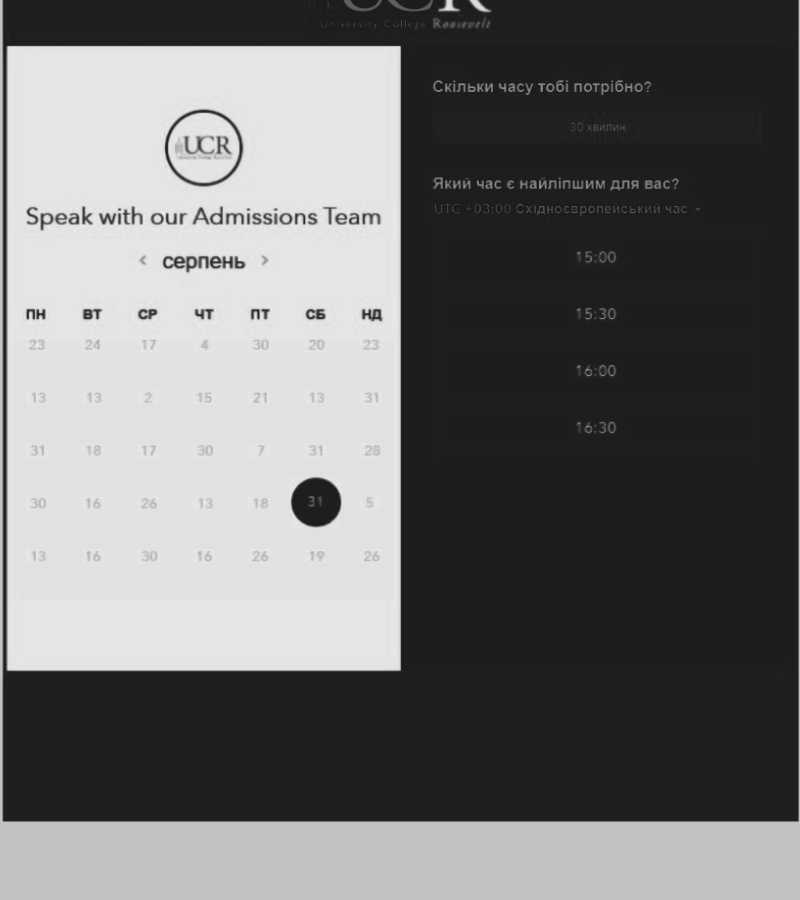 UCR
University College Roosevelt
UCR
Speak with our Admissions Team
‹ серпень ›
ПН ВТ СР ЧТ ПТ СБ НД
23 24 17 4 30 20 23
13 13 2 15 21 13 31
31 18 17 30 7 31 28
30 16 26 13 18 31 5
13 16 30 16 26 19 26
Скільки часу тобі потрібно?
30 хвилин
Який час є найліпшим для вас?
UTC +03:00 Східноєвропейський час
15:00
15:30
16:00
16:30